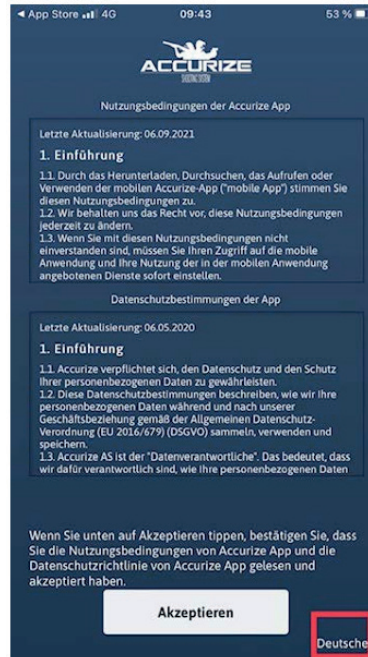 App Store 4G 09:43 53 %
ACCURIZE
SHOOTING SYSTEM
Nutzungsbedingungen der Accurize App
Letzte Aktualisierung: 06.09.2021
1. Einführung
1.1. Durch das Herunterladen, Durchsuchen, das Aufrufen oder
Verwenden der mobilen Accurize-App ("mobile App") stimmen Sie
diesen Nutzungsbedingungen zu.
1.2. Wir behalten uns das Recht vor, diese Nutzungsbedingungen
jederzeit zu ändern.
1.3. Wenn Sie mit diesen Nutzungsbedingungen nicht
einverstanden sind, müssen Sie Ihren Zugriff auf die mobile
Anwendung und Ihre Nutzung der in der mobilen Anwendung
angebotenen Dienste sofort einstellen.
Datenschutzbestimmungen der App
Letzte Aktualisierung: 06.05.2020
1. Einführung
1.1. Accurize verpflichtet sich, den Datenschutz und den Schutz
Ihrer personenbezogenen Daten zu gewährleisten.
1.2. Diese Datenschutzbestimmungen beschreiben, wie wir Ihre
personenbezogenen Daten während und nach unserer
Geschäftsbeziehung gemäß der Allgemeinen Datenschutz-
Verordnung (EU 2016/679) (DSGVO) sammeln, verwenden und
speichern.
1.3. Accurize AS ist der "Datenverantwortliche". Das bedeutet, dass
wir dafür verantwortlich sind, wie Ihre personenbezogenen Daten
Wenn Sie unten auf Akzeptieren tippen, bestätigen Sie, dass
Sie die Nutzungsbedingungen von Accurize App und die
Datenschutzrichtlinie von Accurize App gelesen und
akzeptiert haben.
Akzeptieren
Deutsche